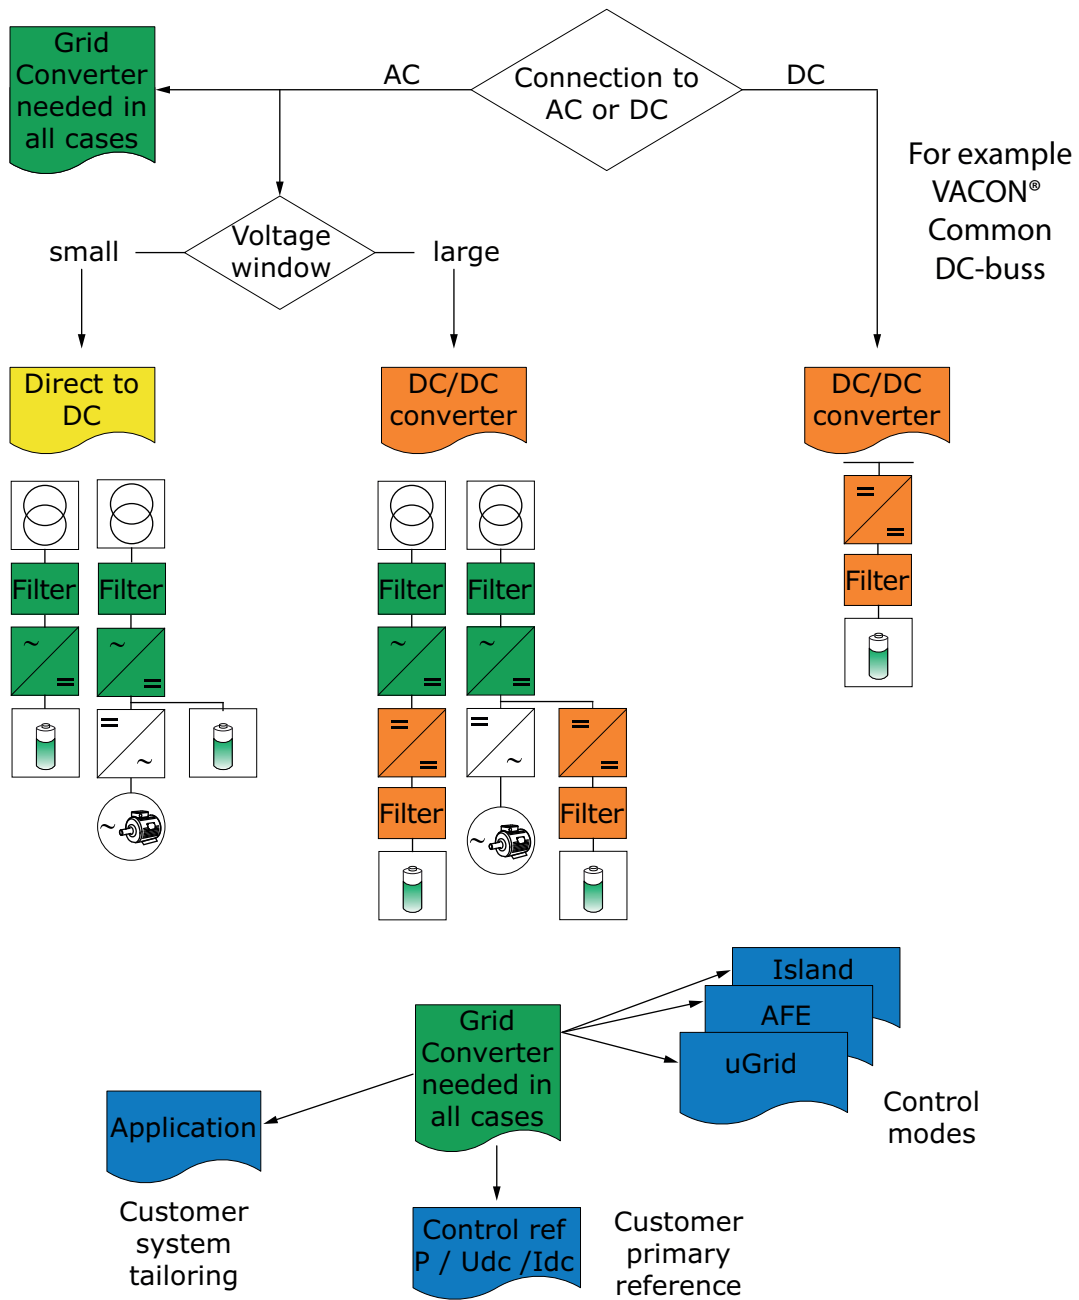 Grid
Converter
needed in
all cases
AC
Connection to
AC or DC
DC
For example
VACON®
Common
DC-buss
small
Voltage
window
large
Direct to
DC
DC/DC
converter
DC/DC
converter
Filter
Filter
Filter
Filter
Filter
~
=
~
=
~
=
~
=
=
=
=
~
=
=
=
~
=
=
Filter
Filter
~
~
Grid
Converter
needed in
all cases
Island
AFE
uGrid
Control
modes
Application
Customer
system
tailoring
Control ref
P / Udc /Idc
Customer
primary
reference